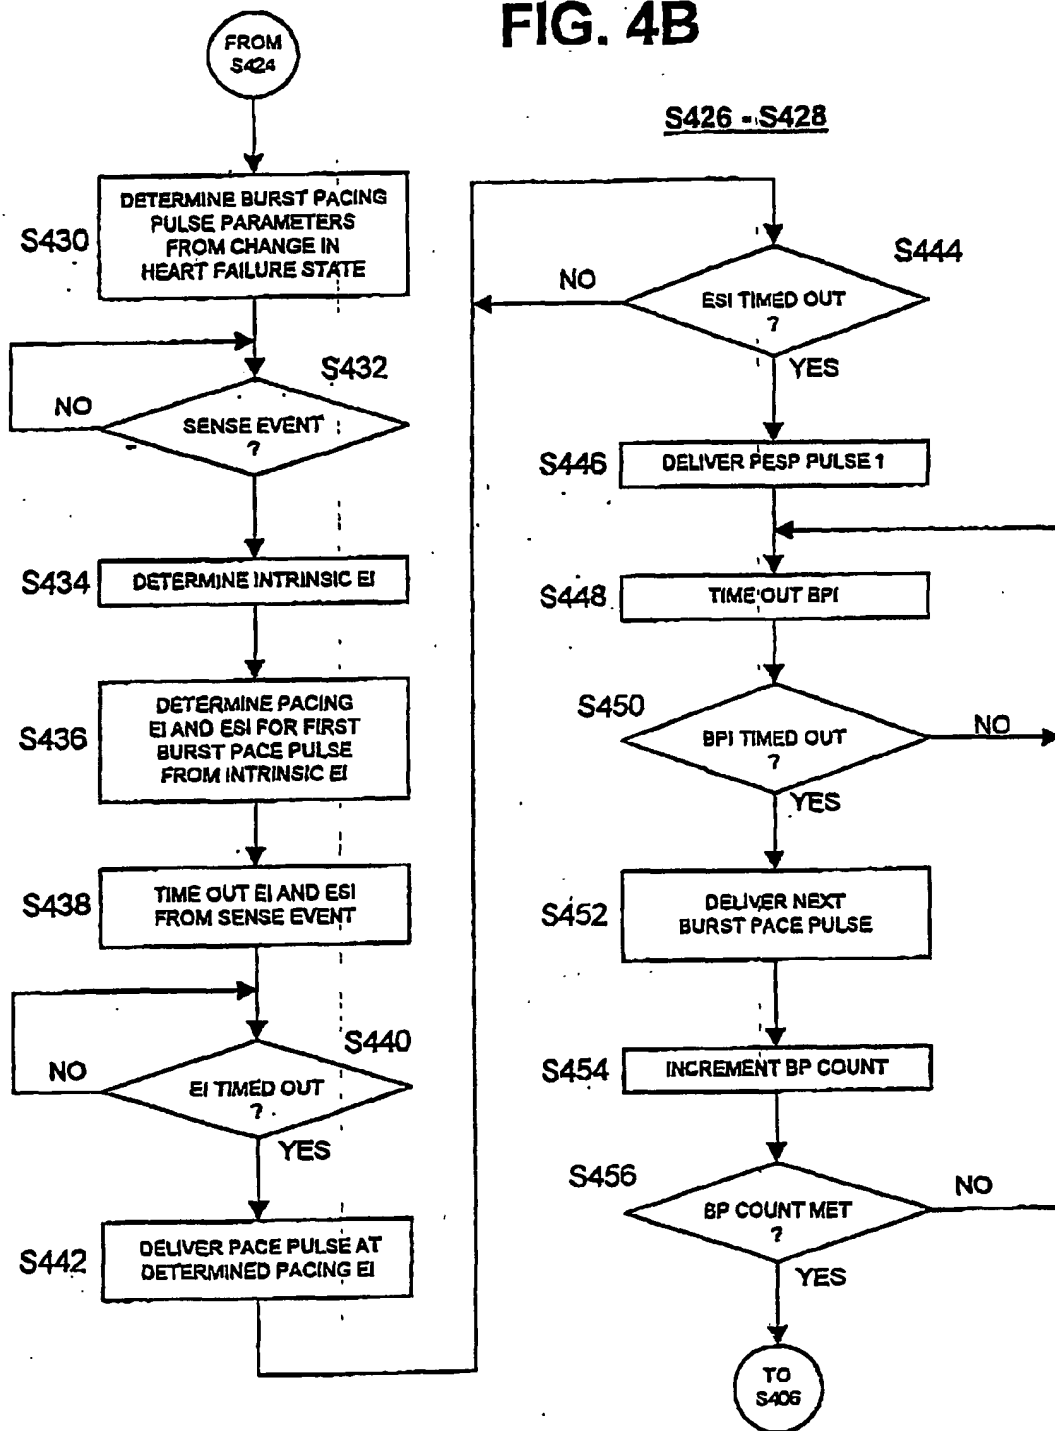 FIG. 4B
FROM
S424
S426 - S428
S430
DETERMINE BURST PACING
PULSE PARAMETERS
FROM CHANGE IN
HEART FAILURE STATE
S432
NO
SENSE EVENT
?
S434
DETERMINE INTRINSIC EI
S436
DETERMINE PACING
EI AND ESI FOR FIRST
BURST PACE PULSE
FROM INTRINSIC EI
S438
TIME OUT EI AND ESI
FROM SENSE EVENT
S440
NO
EI TIMED OUT
?
YES
S442
DELIVER PACE PULSE AT
DETERMINED PACING EI
S444
NO
ESI TIMED OUT
?
YES
S446
DELIVER PESP PULSE 1
S448
TIME OUT BPI
S450
BPI TIMED OUT
?
NO
YES
S452
DELIVER NEXT
BURST PACE PULSE
S454
INCREMENT BP COUNT
S456
BP COUNT MET
?
NO
YES
TO
S406